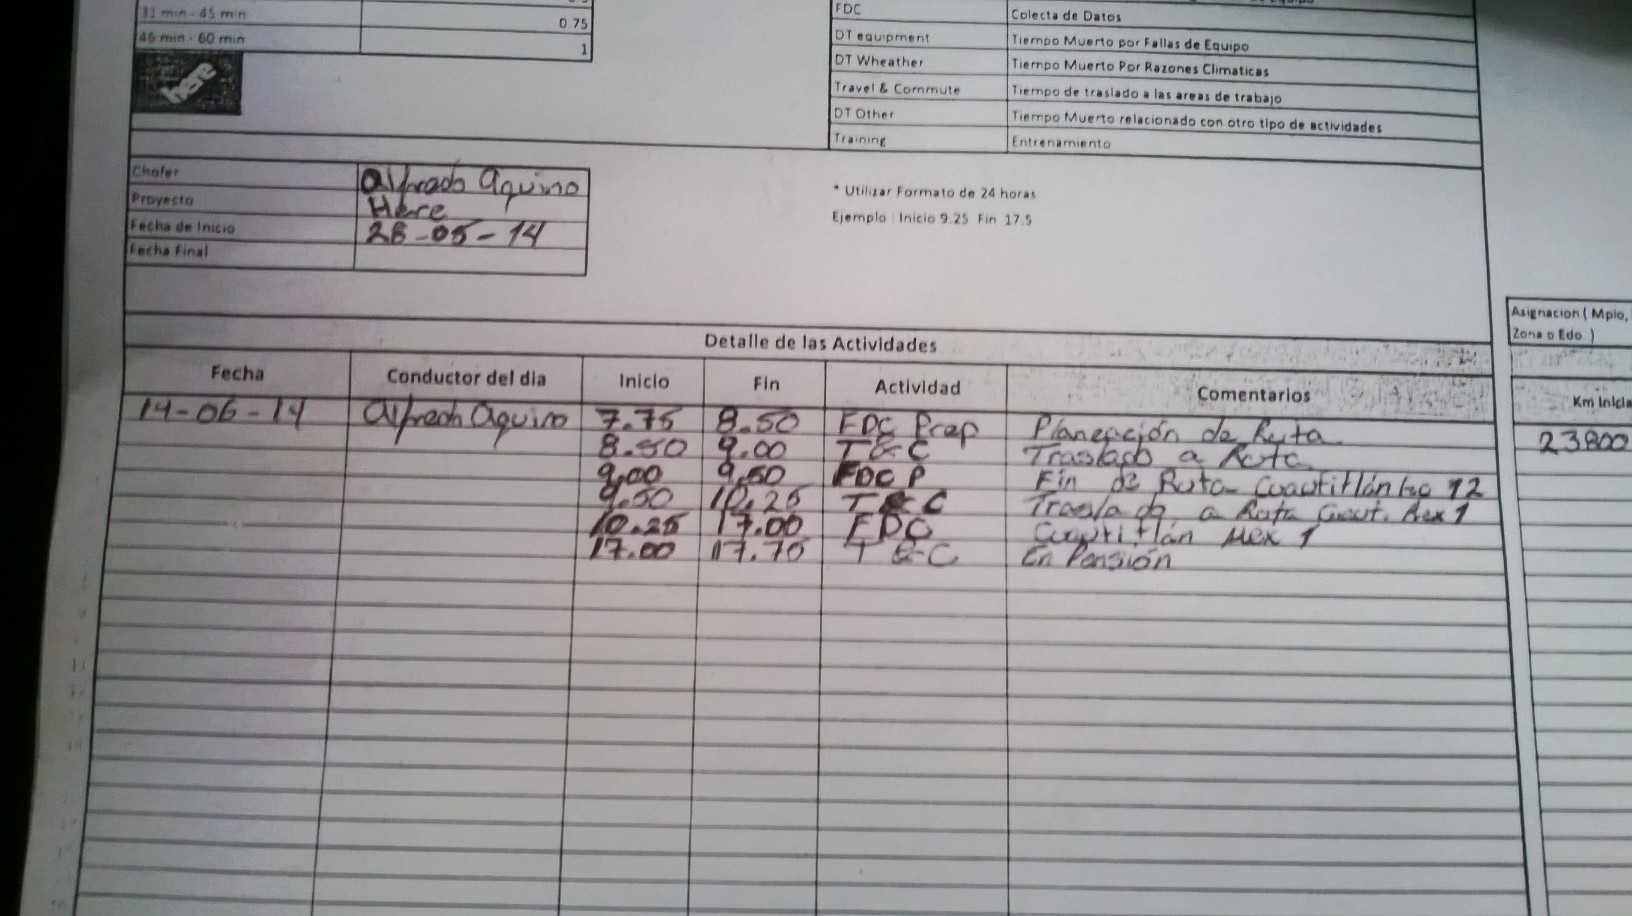 31 min - 45 min 0.75
46 min - 60 min 1
here
FDC Colecta de Datos
DT equipment Tiempo Muerto por Fallas de Equipo
DT Wheather Tiempo Muerto Por Razones Climaticas
Travel & Commute Tiempo de traslado a las areas de trabajo
DT Other Tiempo Muerto relacionado con otro tipo de actividades
Training Entrenamiento
Chofer Alfredo Aquino
Proyecto Here
Fecha de Inicio 28-05-14
Fecha Final
* Utilizar Formato de 24 horas
Ejemplo : Inicio 9.25 Fin 17.5
Asignacion ( Mpio,
Zona o Edo )
Detalle de las Actividades
Fecha Conductor del dia Inicio Fin Actividad Comentarios Km Inicia
14-06-14 Alfredo Aquino 7.75 8.50 FDC Prep Planeación de Ruta 23800
8.50 9.00 T & C Traslado a Ruta
9.00 9.50 FDC P Fin de Ruta Cuautitlán 12
9.50 10.25 T & C Traslado a Ruta Cuaut. Mex 1
10.25 17.00 FDC Cuautitlán Mex 1
17.00 17.75 T & C En Pensión